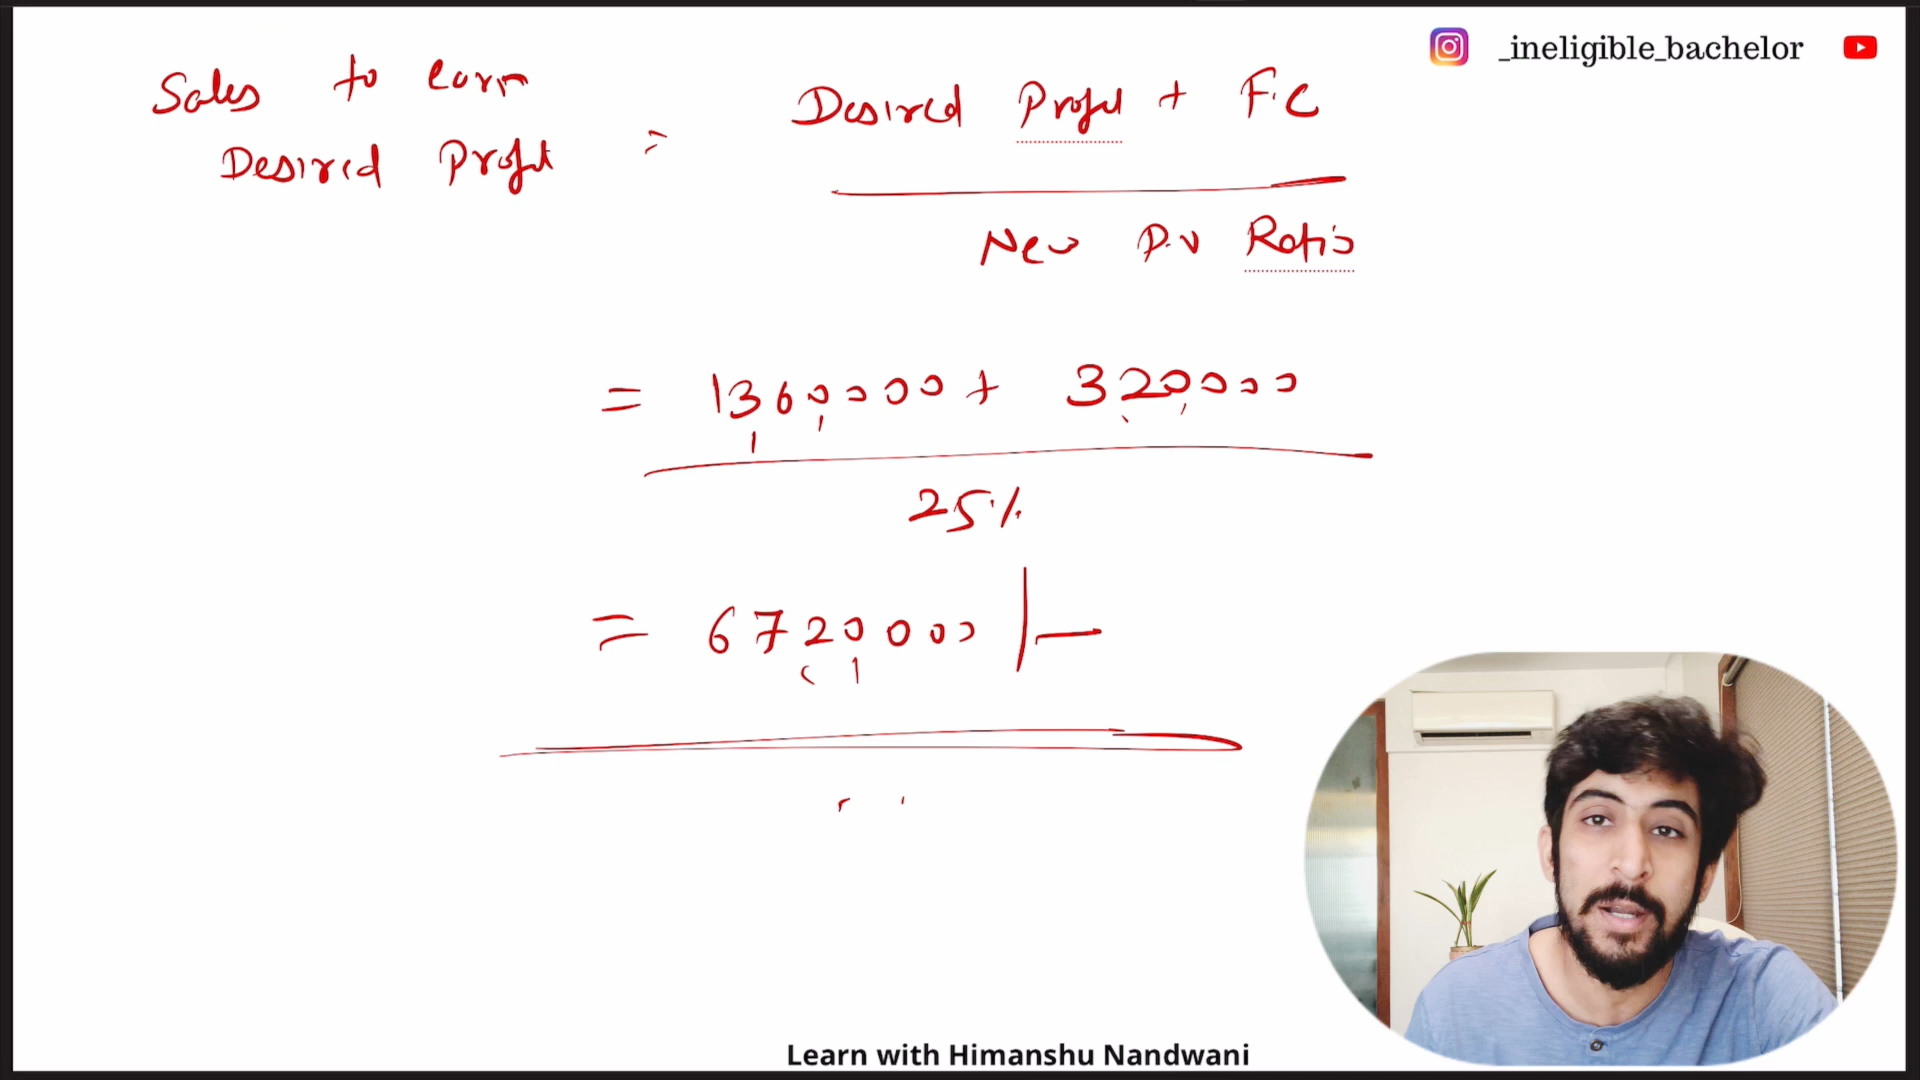 _ineligible_bachelor
Sales to earn
Desired Profit = Desired Profit + F.C
New P.V Ratio
= 13,60,000 + 3,20,000
25%
= 67,20,000/-
Learn with Himanshu Nandwani